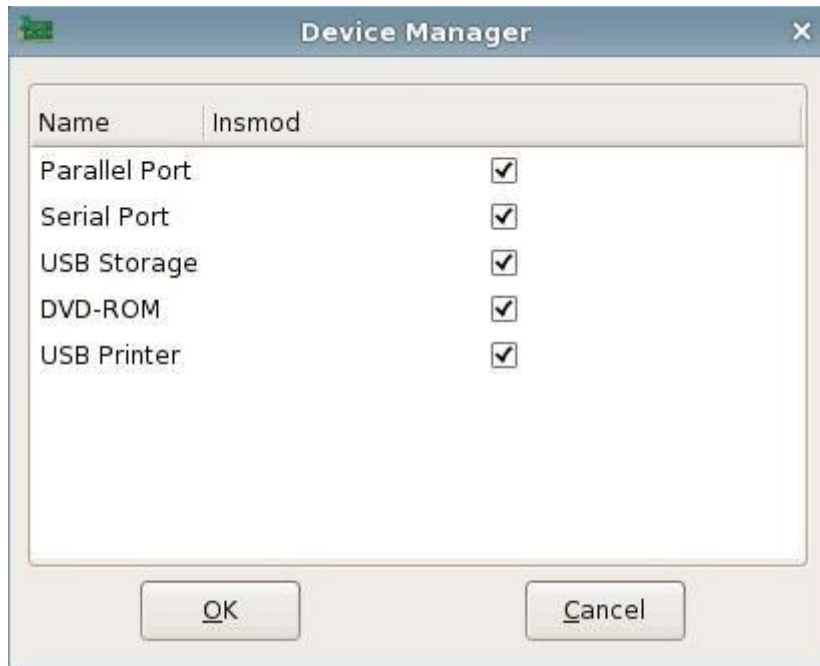 Device Manager
Name Insmod
Parallel Port
Serial Port
USB Storage
DVD-ROM
USB Printer
OK Cancel